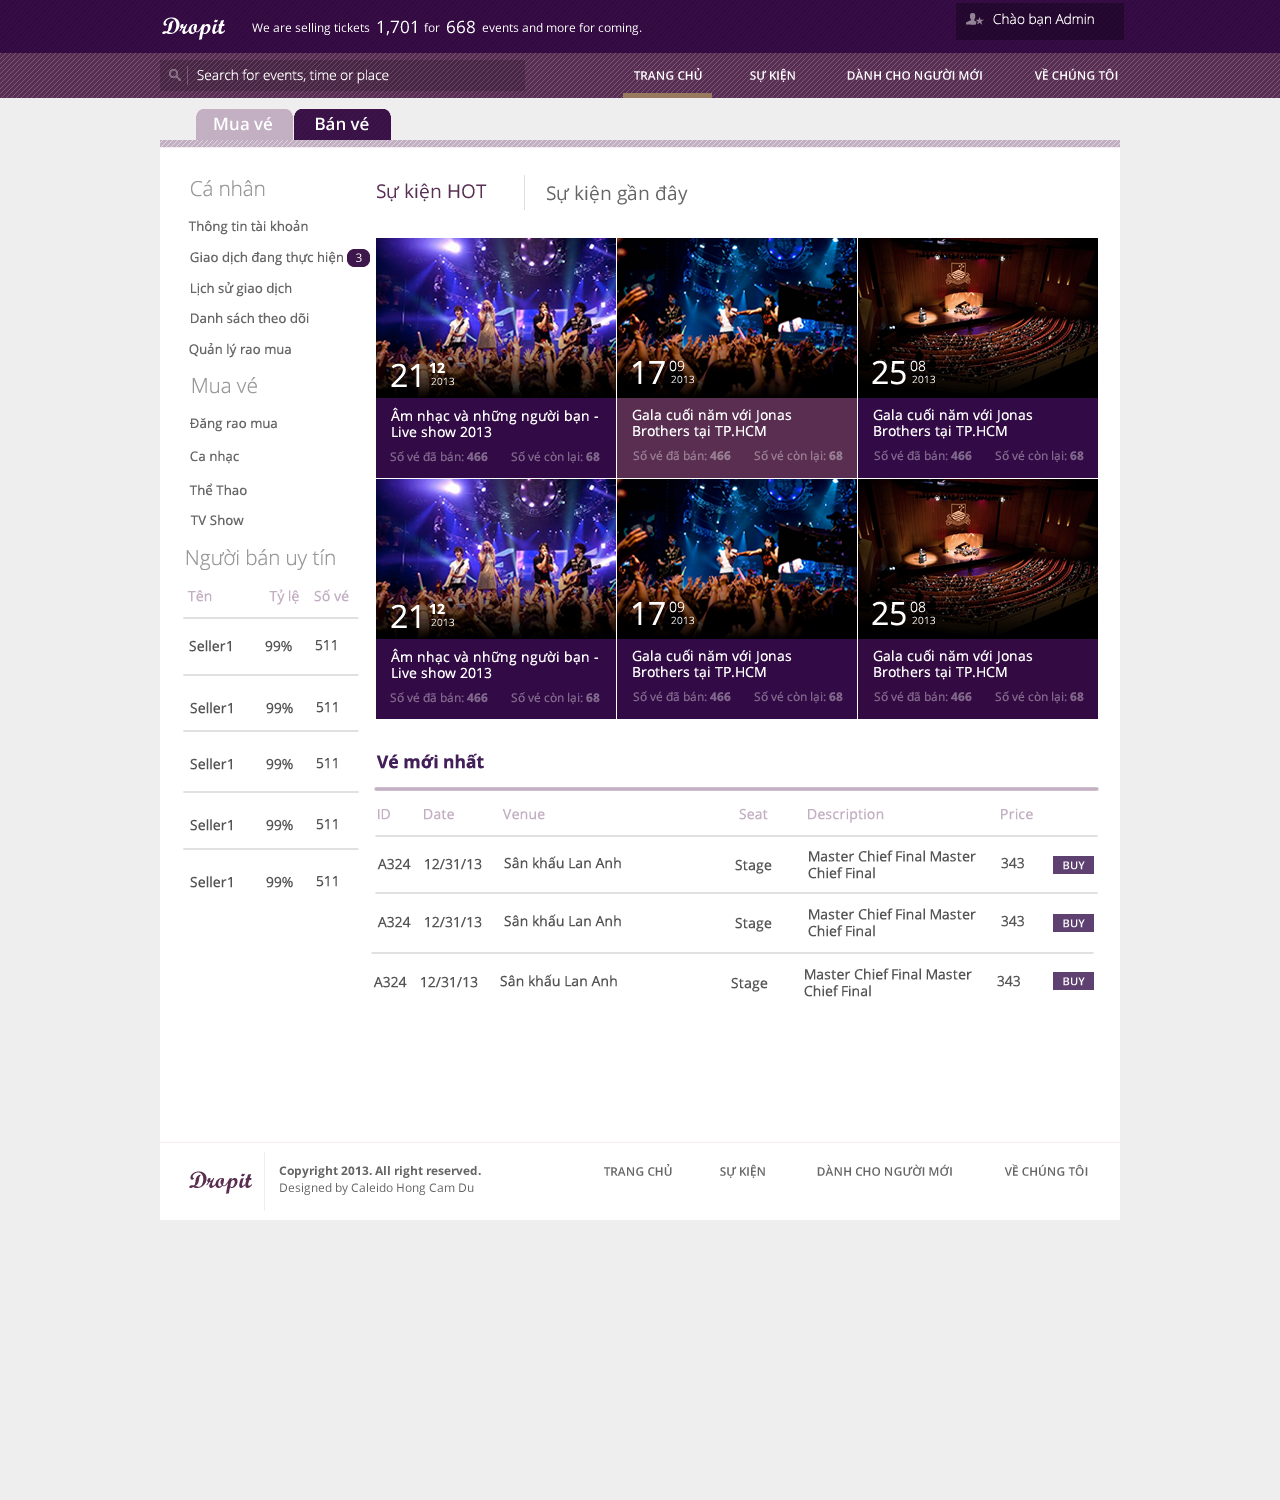 Dropit
We are selling tickets 1,701 for 668 events and more for coming.
Chào bạn Admin
Search for events, time or place
TRANG CHỦ SỰ KIỆN DÀNH CHO NGƯỜI MỚI VỀ CHÚNG TÔI
Mua vé Bán vé
Cá nhân
Thông tin tài khoản
Giao dịch đang thực hiện 3
Lịch sử giao dịch
Danh sách theo dõi
Quản lý rao mua
Mua vé
Đăng rao mua
Ca nhạc
Thể Thao
TV Show
Người bán uy tín
Tên Tỷ lệ Số vé
Seller1 99% 511
Seller1 99% 511
Seller1 99% 511
Seller1 99% 511
Seller1 99% 511
Sự kiện HOT Sự kiện gần đây
21 12 2013
Âm nhạc và những người bạn -
Live show 2013
Số vé đã bán: 466 Số vé còn lại: 68
17 09 2013
Gala cuối năm với Jonas
Brothers tại TP.HCM
Số vé đã bán: 466 Số vé còn lại: 68
25 08 2013
Gala cuối năm với Jonas
Brothers tại TP.HCM
Số vé đã bán: 466 Số vé còn lại: 68
21 12 2013
Âm nhạc và những người bạn -
Live show 2013
Số vé đã bán: 466 Số vé còn lại: 68
17 09 2013
Gala cuối năm với Jonas
Brothers tại TP.HCM
Số vé đã bán: 466 Số vé còn lại: 68
25 08 2013
Gala cuối năm với Jonas
Brothers tại TP.HCM
Số vé đã bán: 466 Số vé còn lại: 68
Vé mới nhất
ID Date Venue Seat Description Price
A324 12/31/13 Sân khấu Lan Anh Stage Master Chief Final Master 343 BUY
Chief Final
A324 12/31/13 Sân khấu Lan Anh Stage Master Chief Final Master 343 BUY
Chief Final
A324 12/31/13 Sân khấu Lan Anh Stage Master Chief Final Master 343 BUY
Chief Final
Dropit
Copyright 2013. All right reserved.
Designed by Caleido Hong Cam Du
TRANG CHỦ SỰ KIỆN DÀNH CHO NGƯỜI MỚI VỀ CHÚNG TÔI